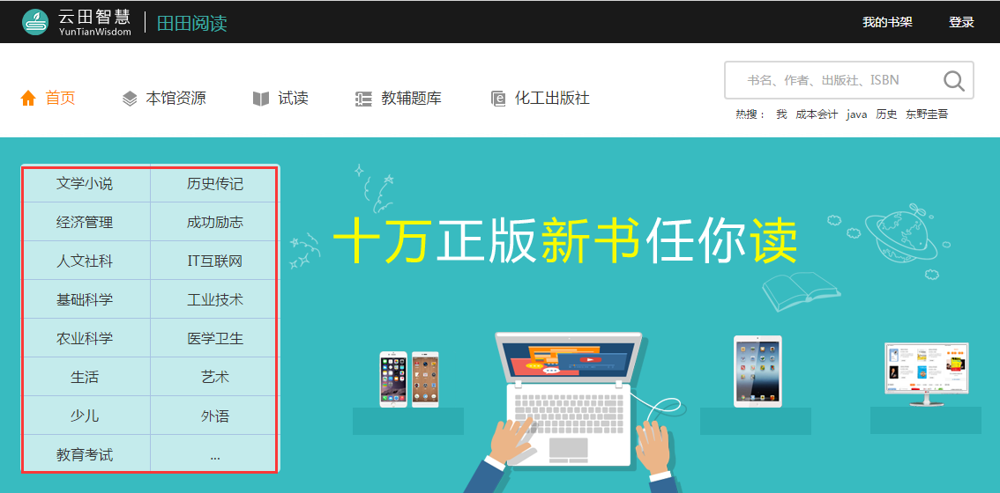 云田智慧
YunTianWisdom
田田阅读
我的书架 登录
首页 本馆资源 试读 教辅题库 化工出版社
书名、作者、出版社、ISBN
热搜： 我 成本会计 java 历史 东野圭吾
文学小说 历史传记
经济管理 成功励志
人文社科 IT互联网
基础科学 工业技术
农业科学 医学卫生
生活 艺术
少儿 外语
教育考试 ...
十万正版新书任你读